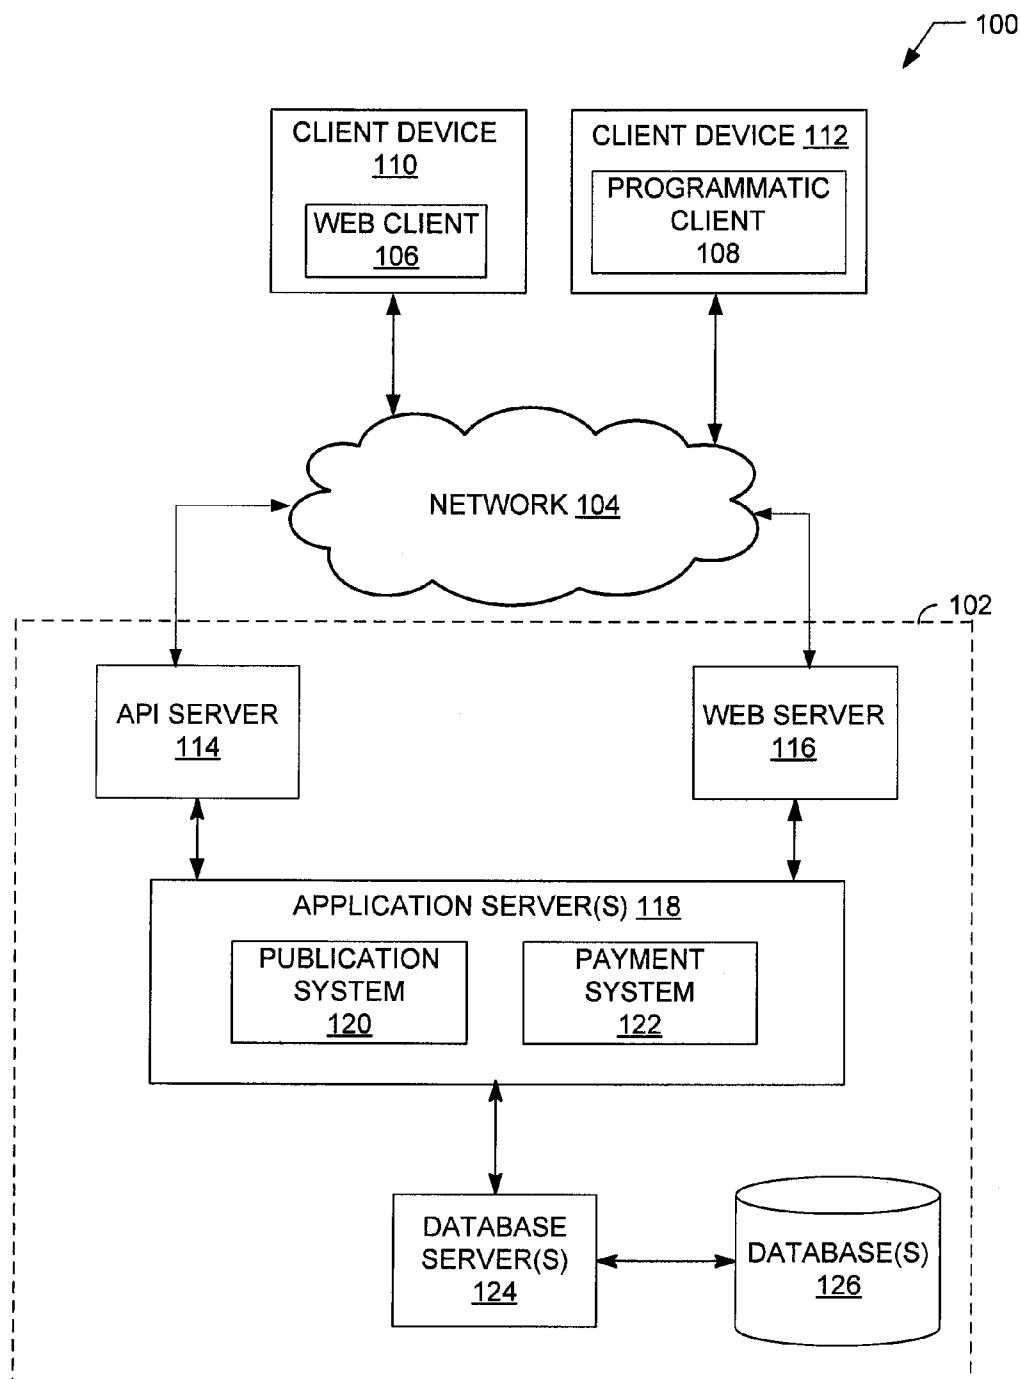 100
CLIENT DEVICE
110
WEB CLIENT
106
CLIENT DEVICE 112
PROGRAMMATIC
CLIENT
108
NETWORK 104
102
API SERVER
114
WEB SERVER
116
APPLICATION SERVER(S) 118
PUBLICATION
SYSTEM
120
PAYMENT
SYSTEM
122
DATABASE
SERVER(S)
124
DATABASE(S)
126